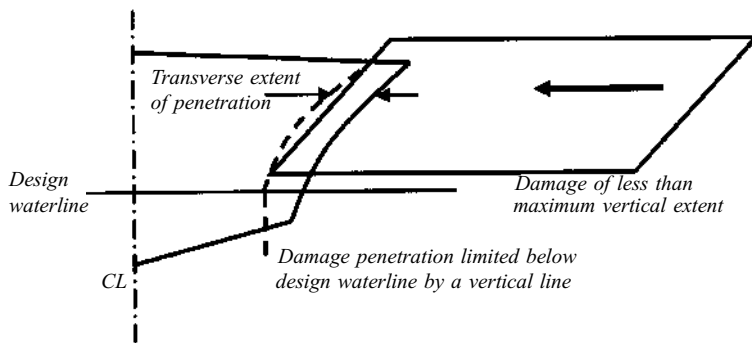 Transverse extent
of penetration
Design
waterline
Damage of less than
maximum vertical extent
Damage penetration limited below
design waterline by a vertical line
CL